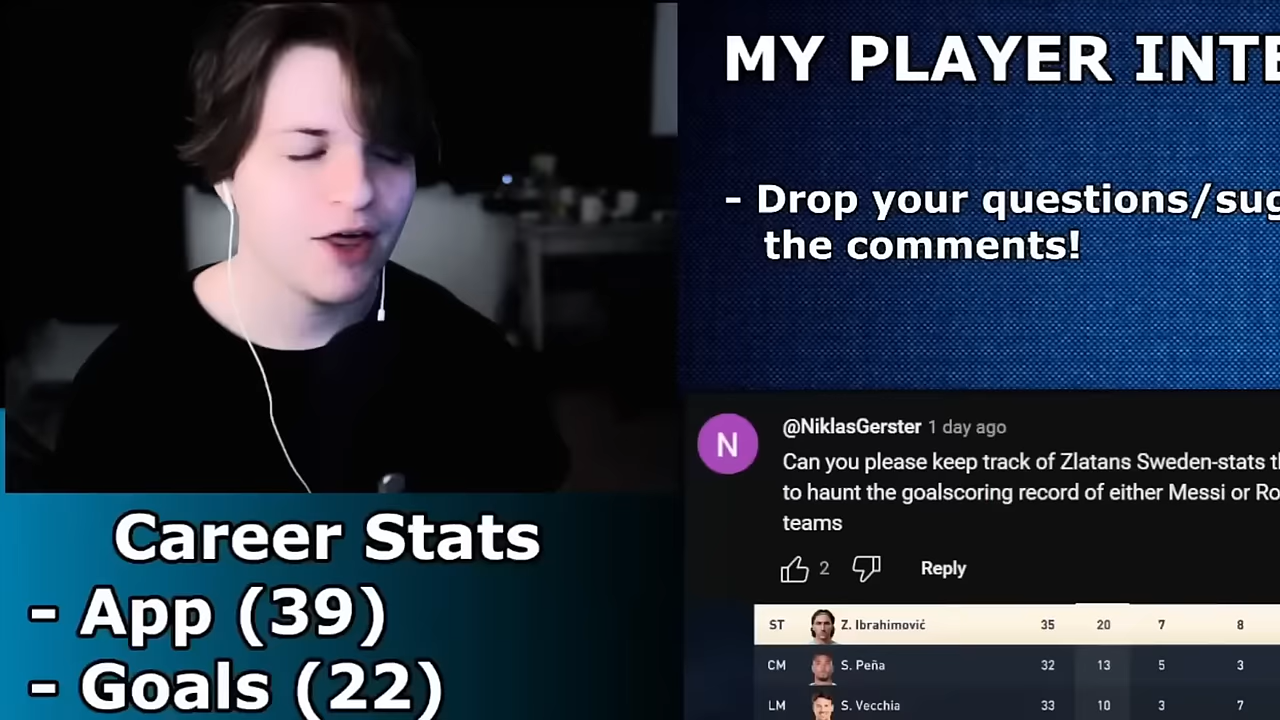 MY PLAYER INTE
- Drop your questions/sug
the comments!
N
@NiklasGerster 1 day ago
Can you please keep track of Zlatans Sweden-stats th
to haunt the goalscoring record of either Messi or Ro
teams
2 Reply
Career Stats
- App (39)
- Goals (22)
ST Z. Ibrahimović 35 20 7 8
CM S. Peña 32 13 5 3
LM S. Vecchia 33 10 3 7